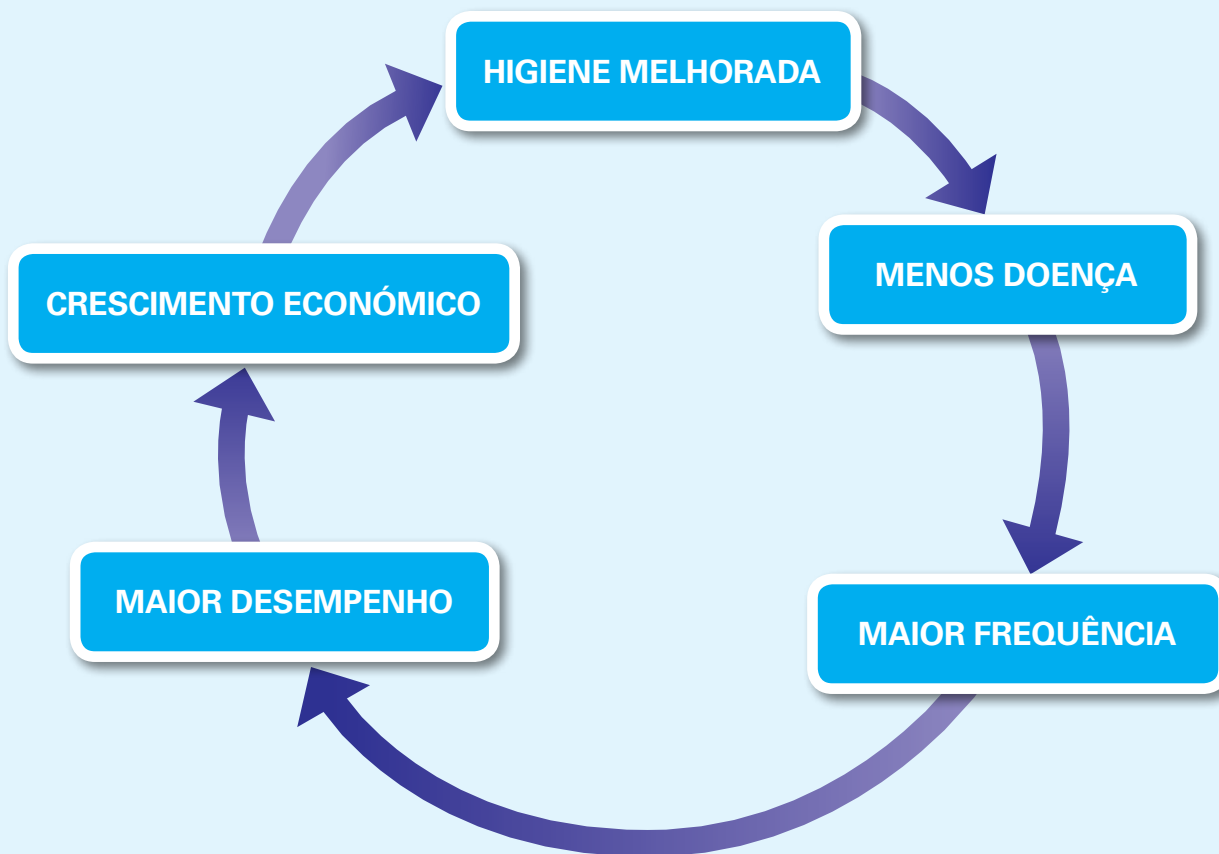 HIGIENE MELHORADA
MENOS DOENÇA
MAIOR FREQUÊNCIA
MAIOR DESEMPENHO
CRESCIMENTO ECONÓMICO